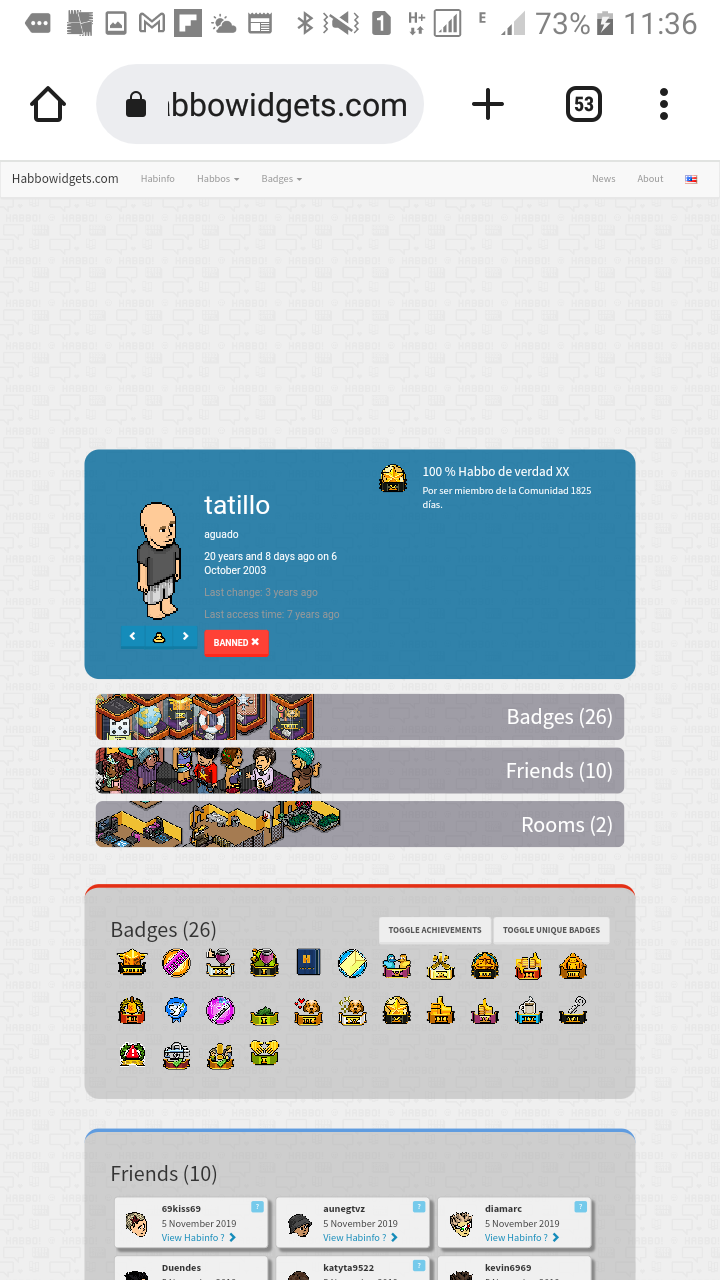 H+ 1 E 73% 11:36
bbowidgets.com 53
Habbowidgets.com Habinfo Habbos Badges News About
tatillo
aguado
20 years and 8 days ago on 6
October 2003
Last change: 3 years ago
Last access time: 7 years ago
BANNED
100 % Habbo de verdad XX
Por ser miembro de la Comunidad 1825
días.
Badges (26)
Friends (10)
Rooms (2)
Badges (26)
TOGGLE ACHIEVEMENTS TOGGLE UNIQUE BADGES
Friends (10)
69kiss69 ?
5 November 2019
View Habinfo ?
aunegtvz ?
5 November 2019
View Habinfo ?
diamarc ?
5 November 2019
View Habinfo ?
Duendes ?
katyta9522 ?
kevin6969 ?